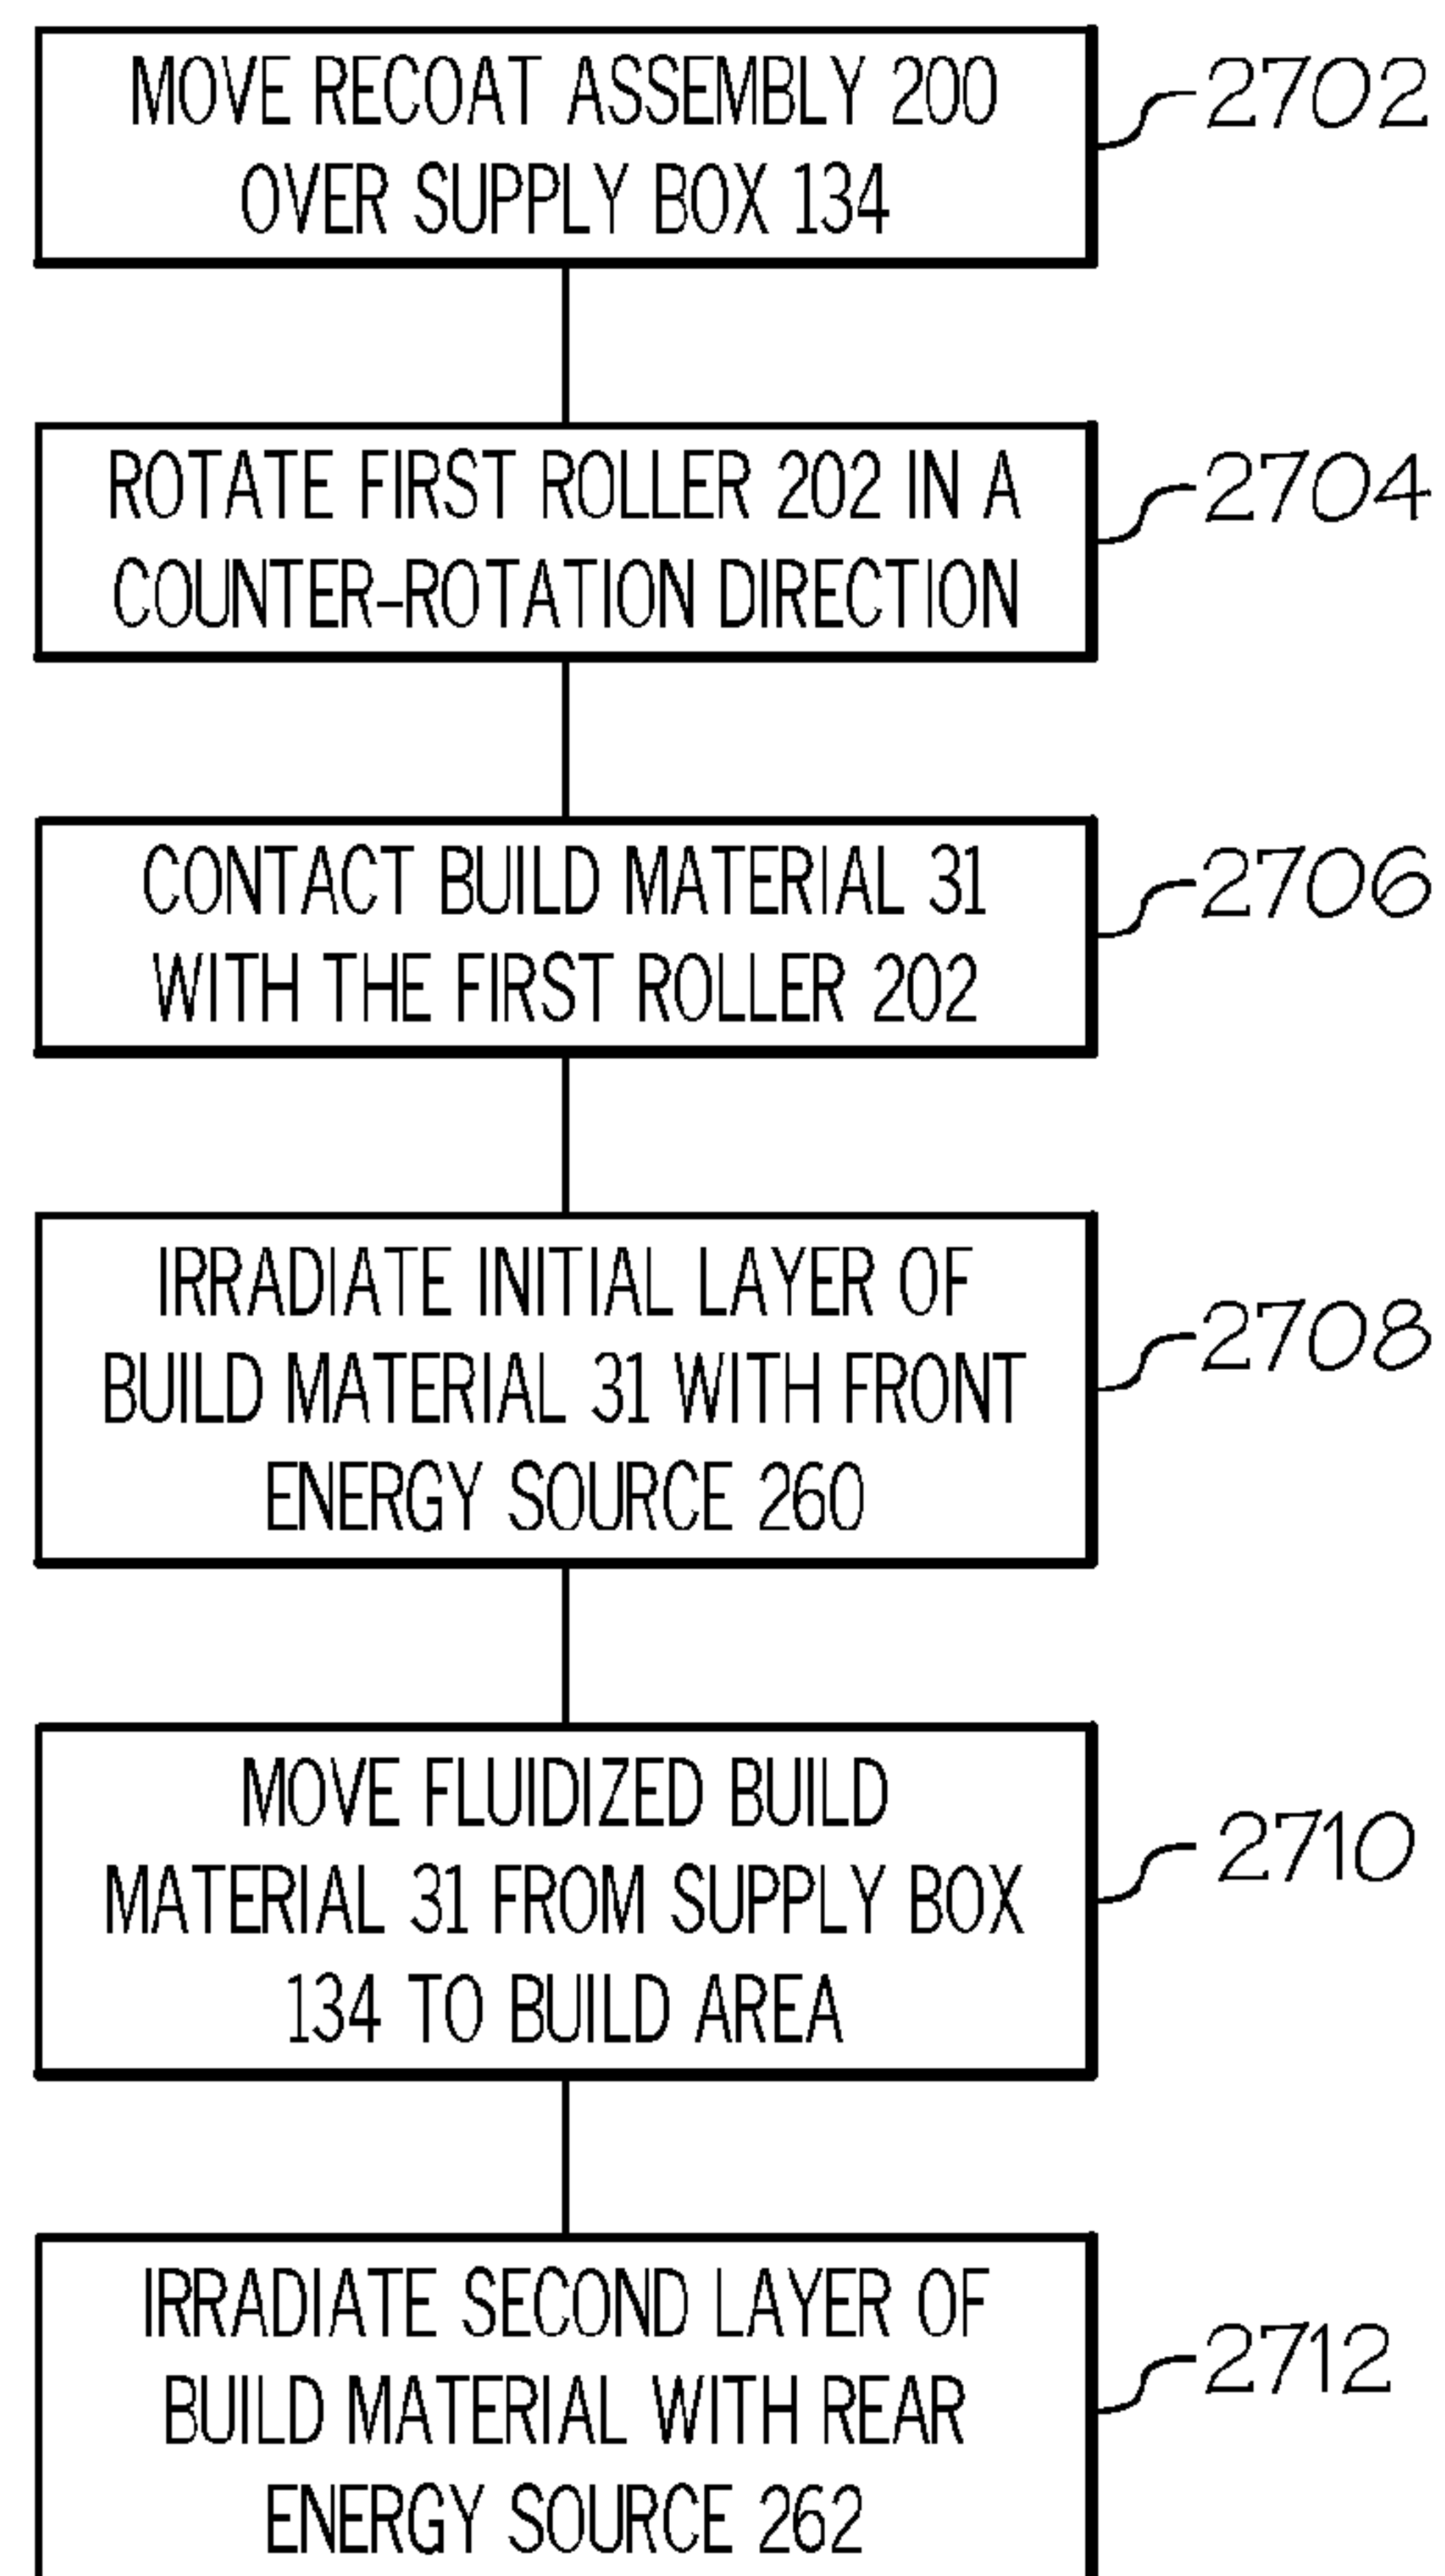 MOVE RECOAT ASSEMBLY 200
OVER SUPPLY BOX 134
2702
ROTATE FIRST ROLLER 202 IN A
COUNTER-ROTATION DIRECTION
2704
CONTACT BUILD MATERIAL 31
WITH THE FIRST ROLLER 202
2706
IRRADIATE INITIAL LAYER OF
BUILD MATERIAL 31 WITH FRONT
ENERGY SOURCE 260
2708
MOVE FLUIDIZED BUILD
MATERIAL 31 FROM SUPPLY BOX
134 TO BUILD AREA
2710
IRRADIATE SECOND LAYER OF
BUILD MATERIAL WITH REAR
ENERGY SOURCE 262
2712